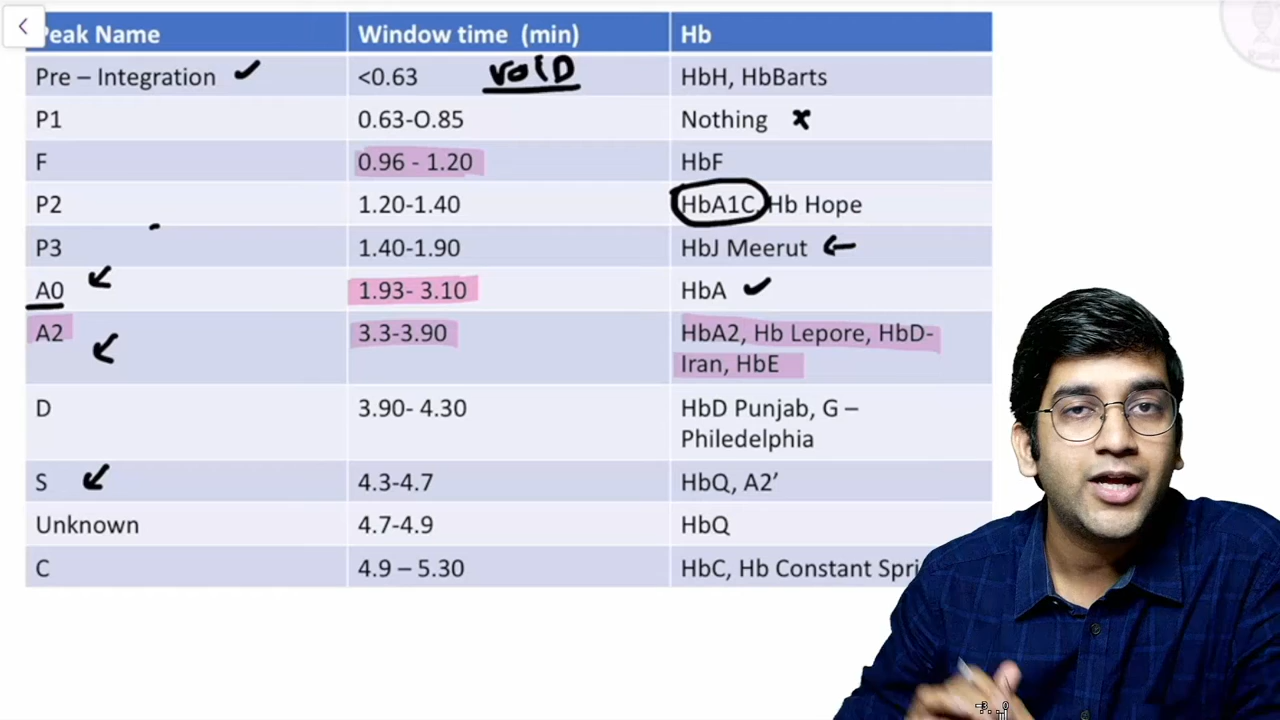 Peak Name Window time (min) Hb
Pre – Integration <0.63 VOID HbH, HbBarts
P1 0.63-O.85 Nothing
F 0.96 - 1.20 HbF
P2 1.20-1.40 HbA1C, Hb Hope
P3 1.40-1.90 HbJ Meerut
A0 1.93- 3.10 HbA
A2 3.3-3.90 HbA2, Hb Lepore, HbD-
Iran, HbE
D 3.90- 4.30 HbD Punjab, G –
Philedelphia
S 4.3-4.7 HbQ, A2’
Unknown 4.7-4.9 HbQ
C 4.9 – 5.30 HbC, Hb Constant Spri